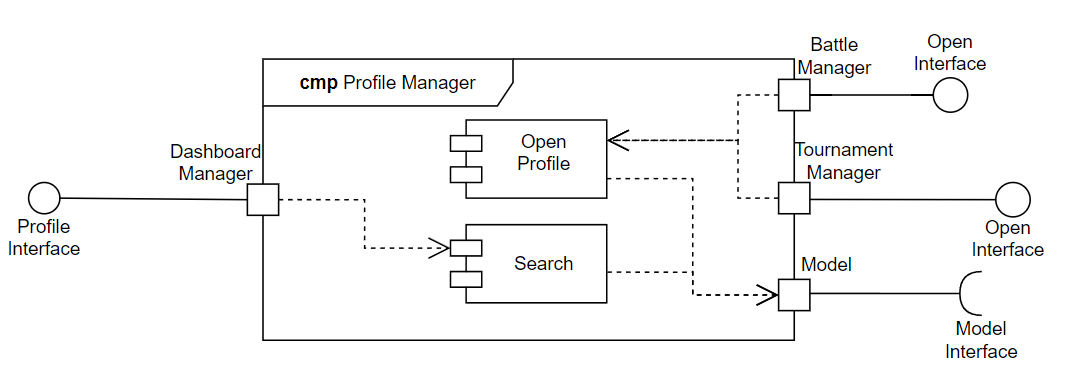 Battle
Manager
Open
Interface
cmp Profile Manager
Open
Profile
Dashboard
Manager
Tournament
Manager
Profile
Interface
Open
Interface
Search
Model
Model
Interface